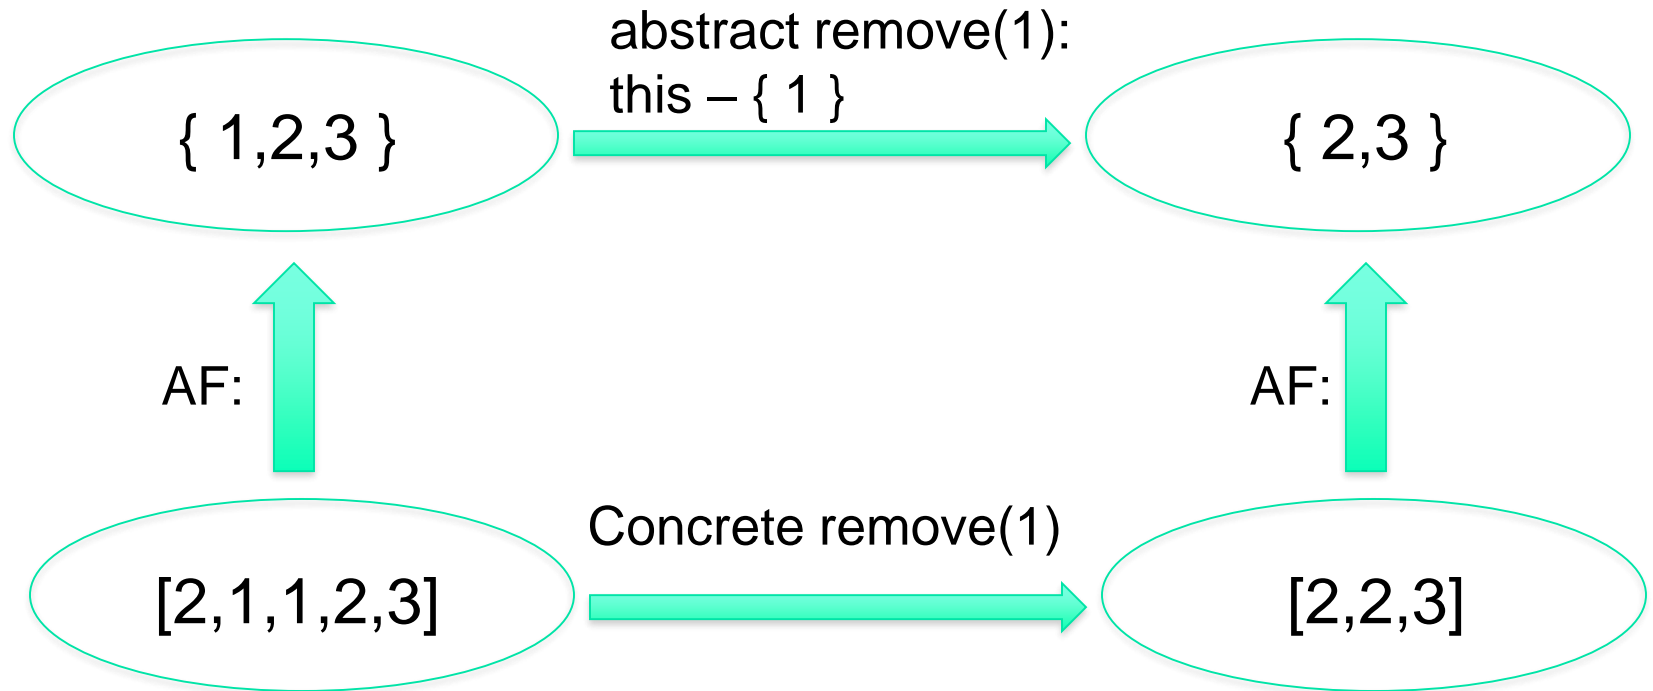 abstract remove(1):
this – { 1 }
{ 1,2,3 }
{ 2,3 }
AF:
AF:
Concrete remove(1)
[2,1,1,2,3]
[2,2,3]